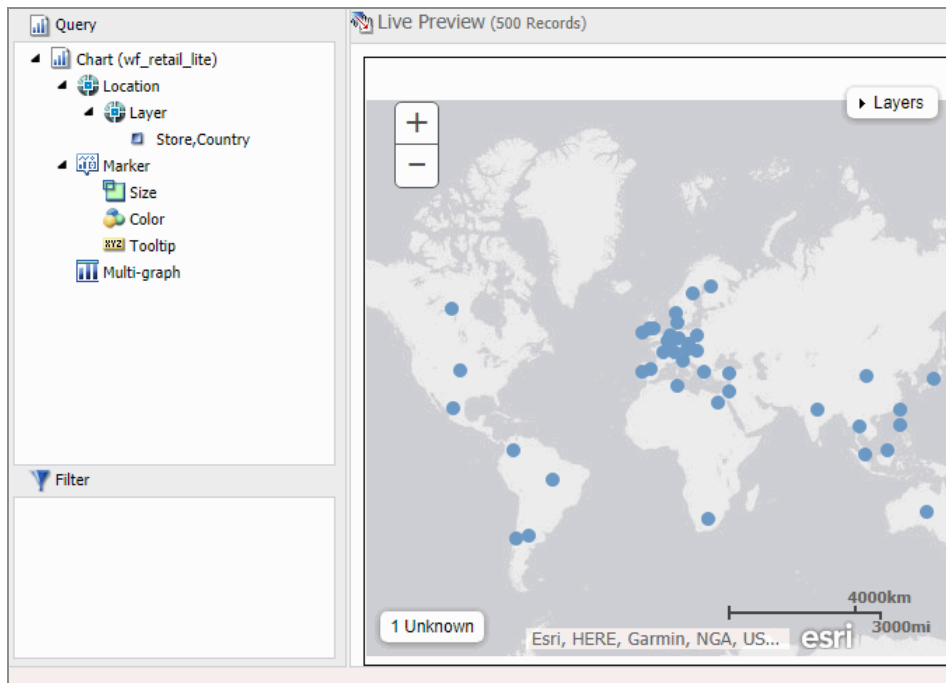 Query
Chart (wf_retail_lite)
Location
Layer
Store,Country
Marker
Size
Color
XYZ Tooltip
Multi-graph
Filter
Live Preview (500 Records)
+
−
Layers
1 Unknown
4000km
3000mi
Esri, HERE, Garmin, NGA, US...
esri